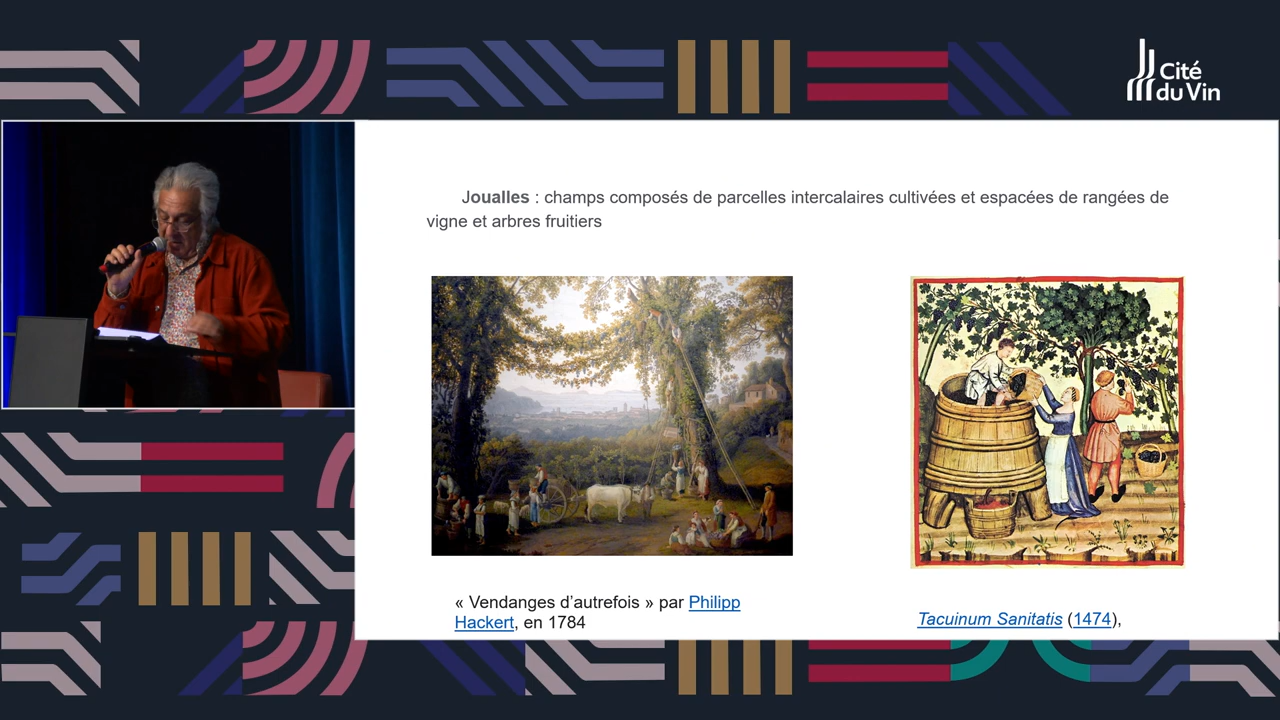 Cité
du Vin
Joualles : champs composés de parcelles intercalaires cultivées et espacées de rangées de
vigne et arbres fruitiers
« Vendanges d’autrefois » par Philipp
Hackert, en 1784
Tacuinum Sanitatis (1474),